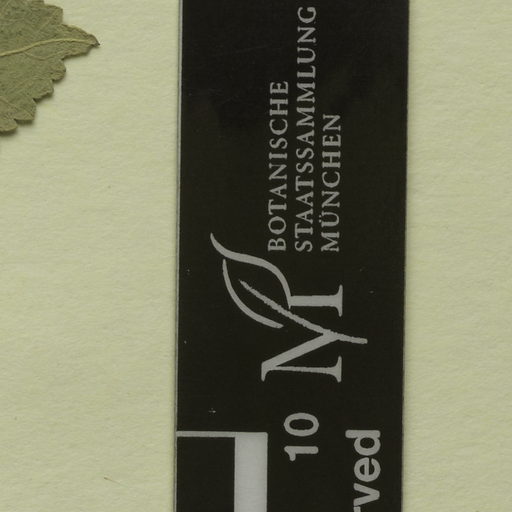 BOTANISCHE
STAATSSAMMLUNG
MÜNCHEN
M
10
rved